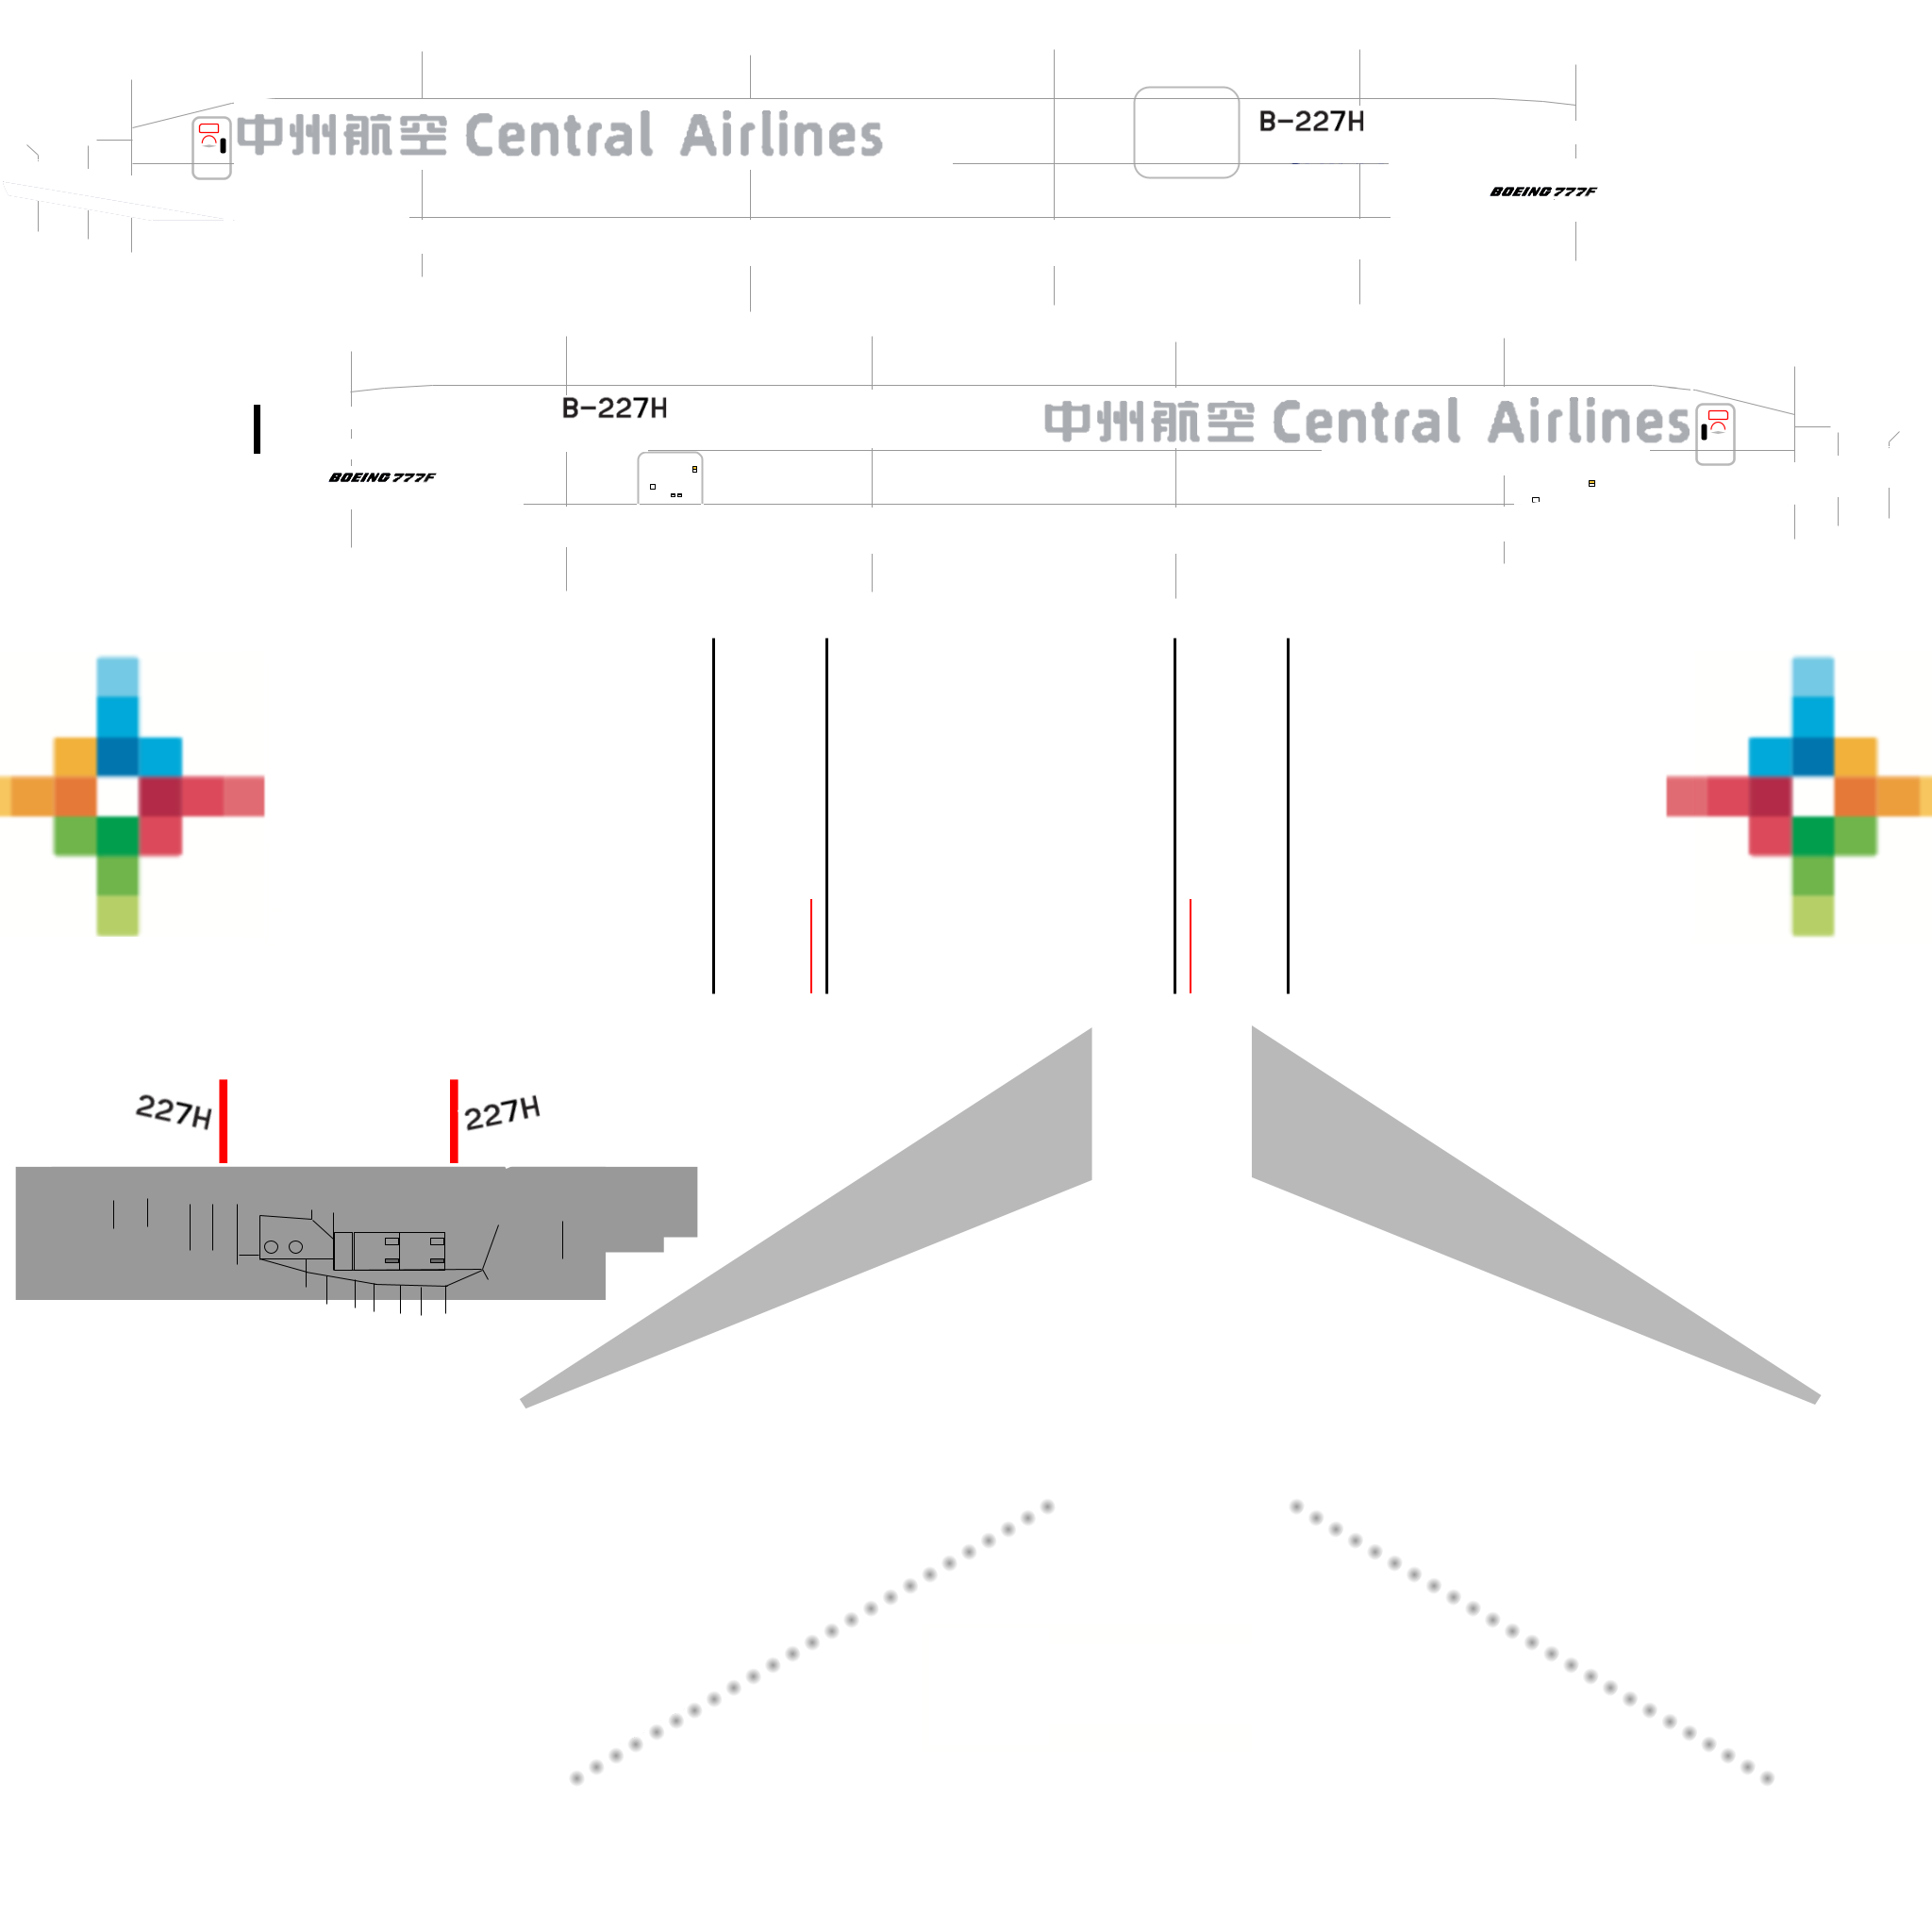 中州航空 Central Airlines
B-227H
BOEING 777F
B-227H
中州航空 Central Airlines
BOEING 777F
227H
227H